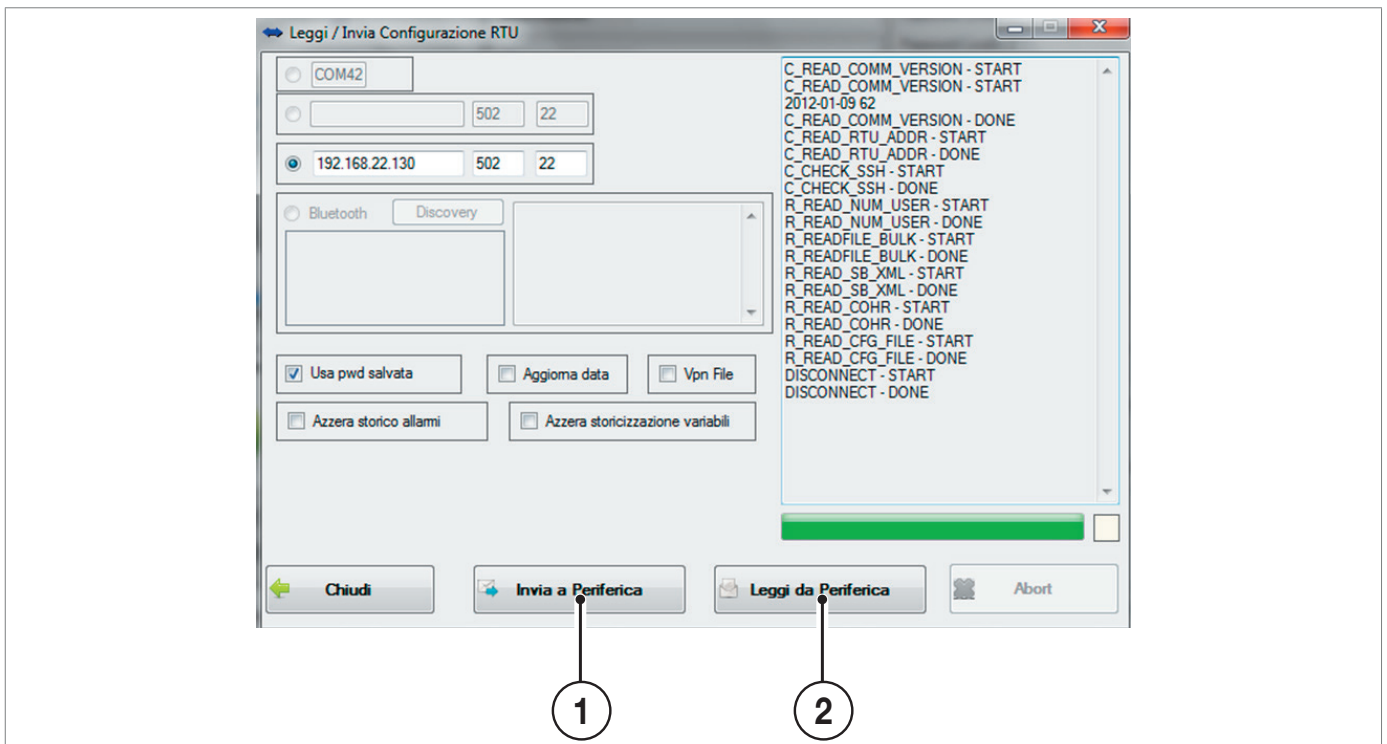 Leggi / Invia Configurazione RTU
COM42
502 22
192.168.22.130 502 22
Bluetooth Discovery
Usa pwd salvata Aggiorna data Vpn File
Azzera storico allarmi Azzera storicizzazione variabili
C_READ_COMM_VERSION - START
C_READ_COMM_VERSION - START
2012-01-09 62
C_READ_COMM_VERSION - DONE
C_READ_RTU_ADDR - START
C_READ_RTU_ADDR - DONE
C_CHECK_SSH - START
C_CHECK_SSH - DONE
R_READ_NUM_USER - START
R_READ_NUM_USER - DONE
R_READFILE_BULK - START
R_READFILE_BULK - DONE
R_READ_SB_XML - START
R_READ_SB_XML - DONE
R_READ_COHR - START
R_READ_COHR - DONE
R_READ_CFG_FILE - START
R_READ_CFG_FILE - DONE
DISCONNECT - START
DISCONNECT - DONE
Chiudi Invia a Periferica Leggi da Periferica Abort
1 2